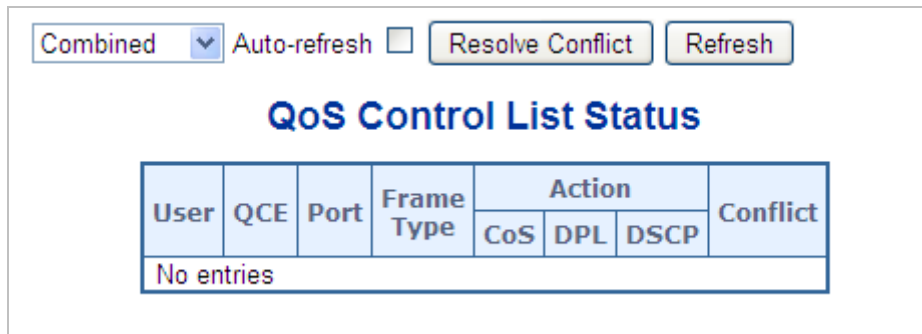 Combined Auto-refresh Resolve Conflict Refresh
QoS Control List Status
User QCE Port Frame Type Action Conflict
CoS DPL DSCP
No entries